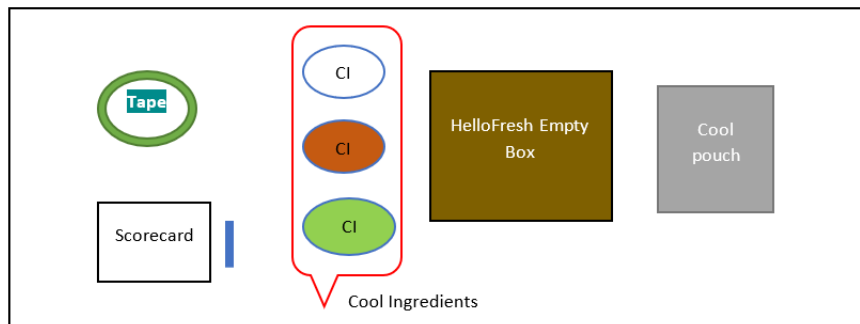 Tape
Scorecard
CI
CI
CI
Cool Ingredients
HelloFresh Empty
Box
Cool
pouch